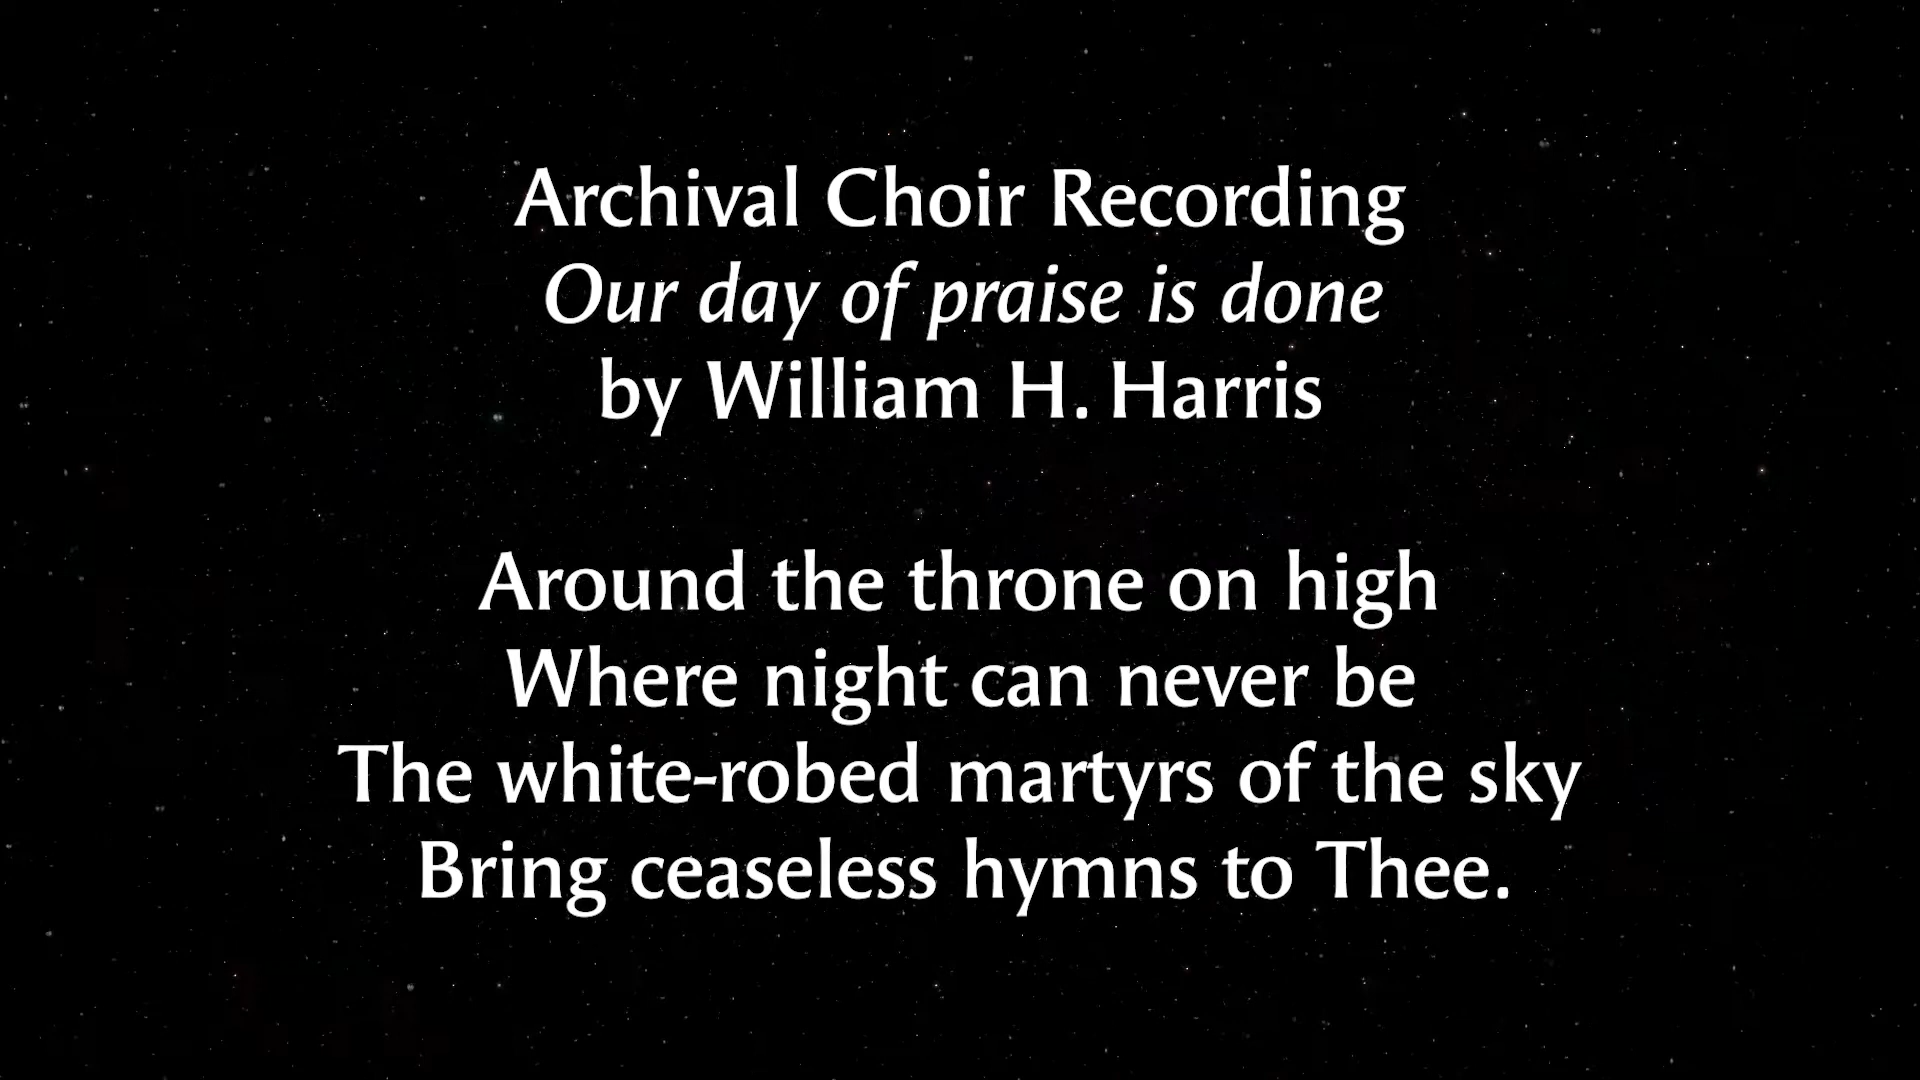 Archival Choir Recording
Our day of praise is done
by William H. Harris
Around the throne on high
Where night can never be
The white-robed martyrs of the sky
Bring ceaseless hymns to Thee.